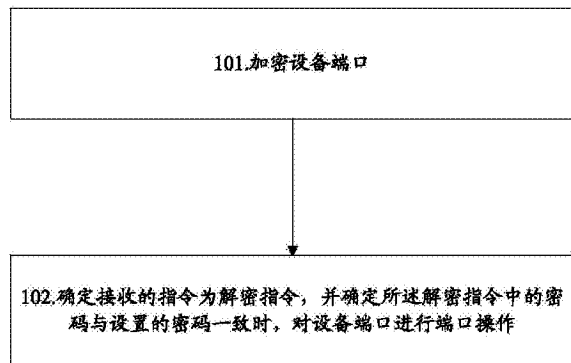 101.加密设备端口
102.确定接收的指令为解密指令，并确定所述解密指令中的密
码与设置的密码一致时，对设备端口进行端口操作